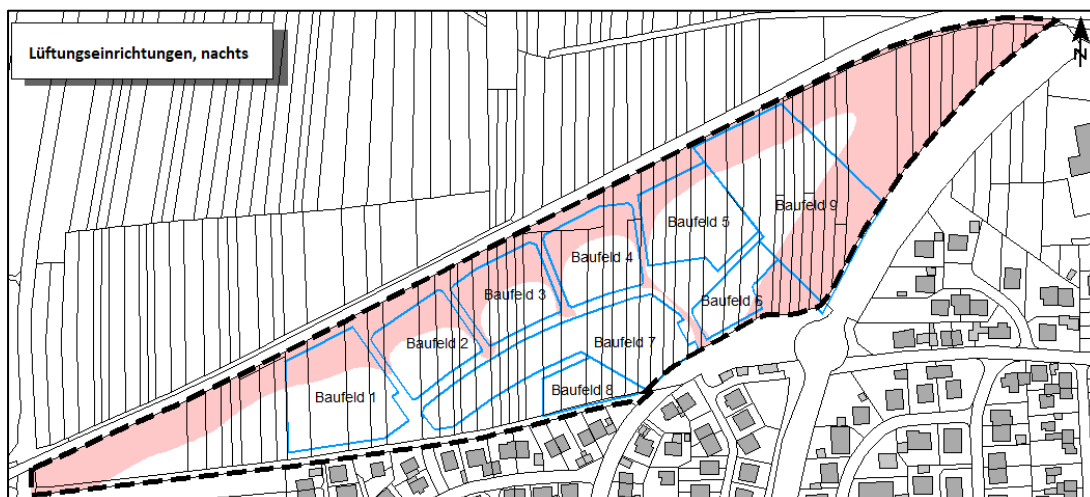 Lüftungseinrichtungen, nachts
N
Baufeld 9
Baufeld 5
Baufeld 4
Baufeld 3
Baufeld 6
Baufeld 2
Baufeld 7
Baufeld 8
Baufeld 1